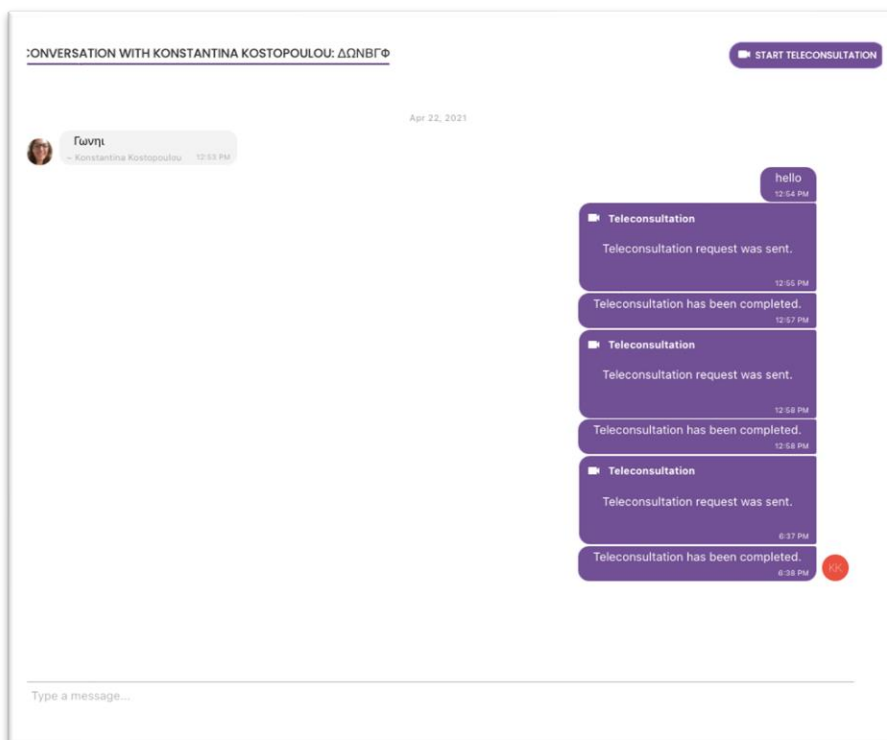 CONVERSATION WITH KONSTANTINA KOSTOPOULOU: ΔΩΝΒΓΦ
START TELECONSULTATION
Apr 22, 2021
Γωνηι
~ Konstantina Kostopoulou 12:53 PM
hello
12:54 PM
Teleconsultation
Teleconsultation request was sent.
12:55 PM
Teleconsultation has been completed.
12:57 PM
Teleconsultation
Teleconsultation request was sent.
12:58 PM
Teleconsultation has been completed.
12:58 PM
Teleconsultation
Teleconsultation request was sent.
6:37 PM
Teleconsultation has been completed.
6:38 PM
KK
Type a message...